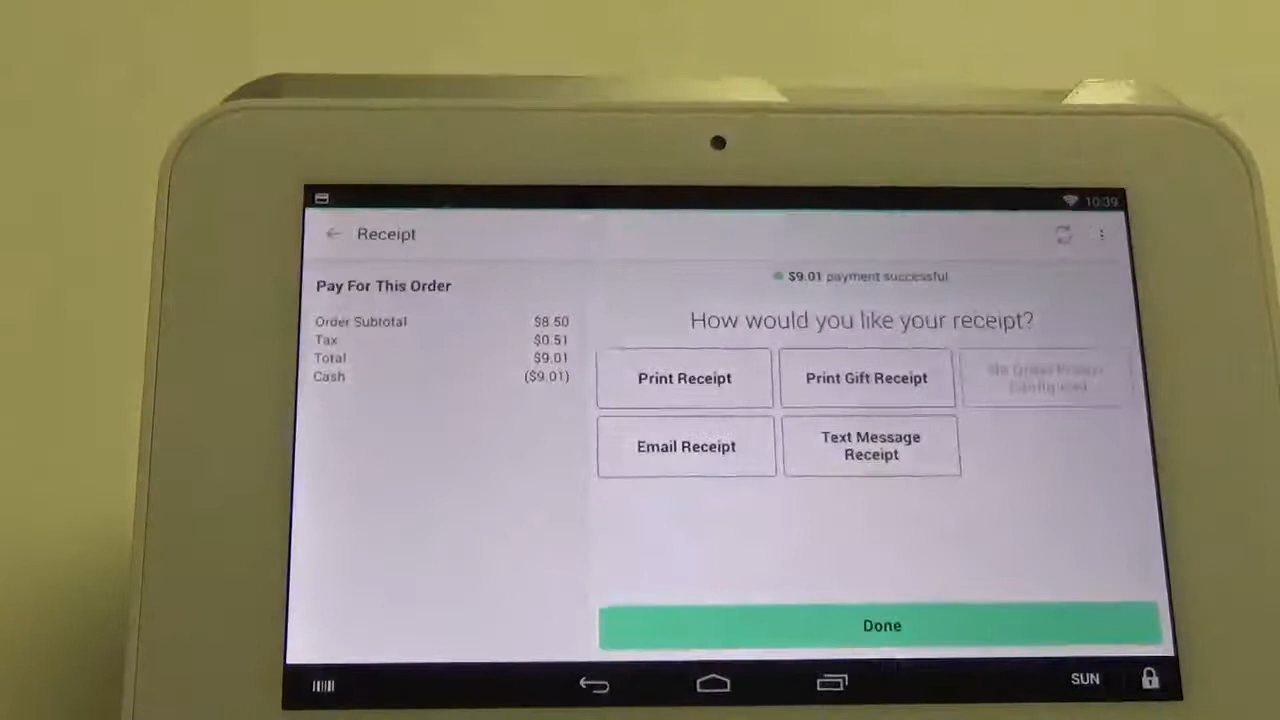 10:39
Receipt
$9.01 payment successful
Pay For This Order
How would you like your receipt?
Order Subtotal $8.50
Tax $0.51
Total $9.01
Cash ($9.01)
Print Receipt
Print Gift Receipt
Configured
Email Receipt
Text Message
Receipt
Done
SUN